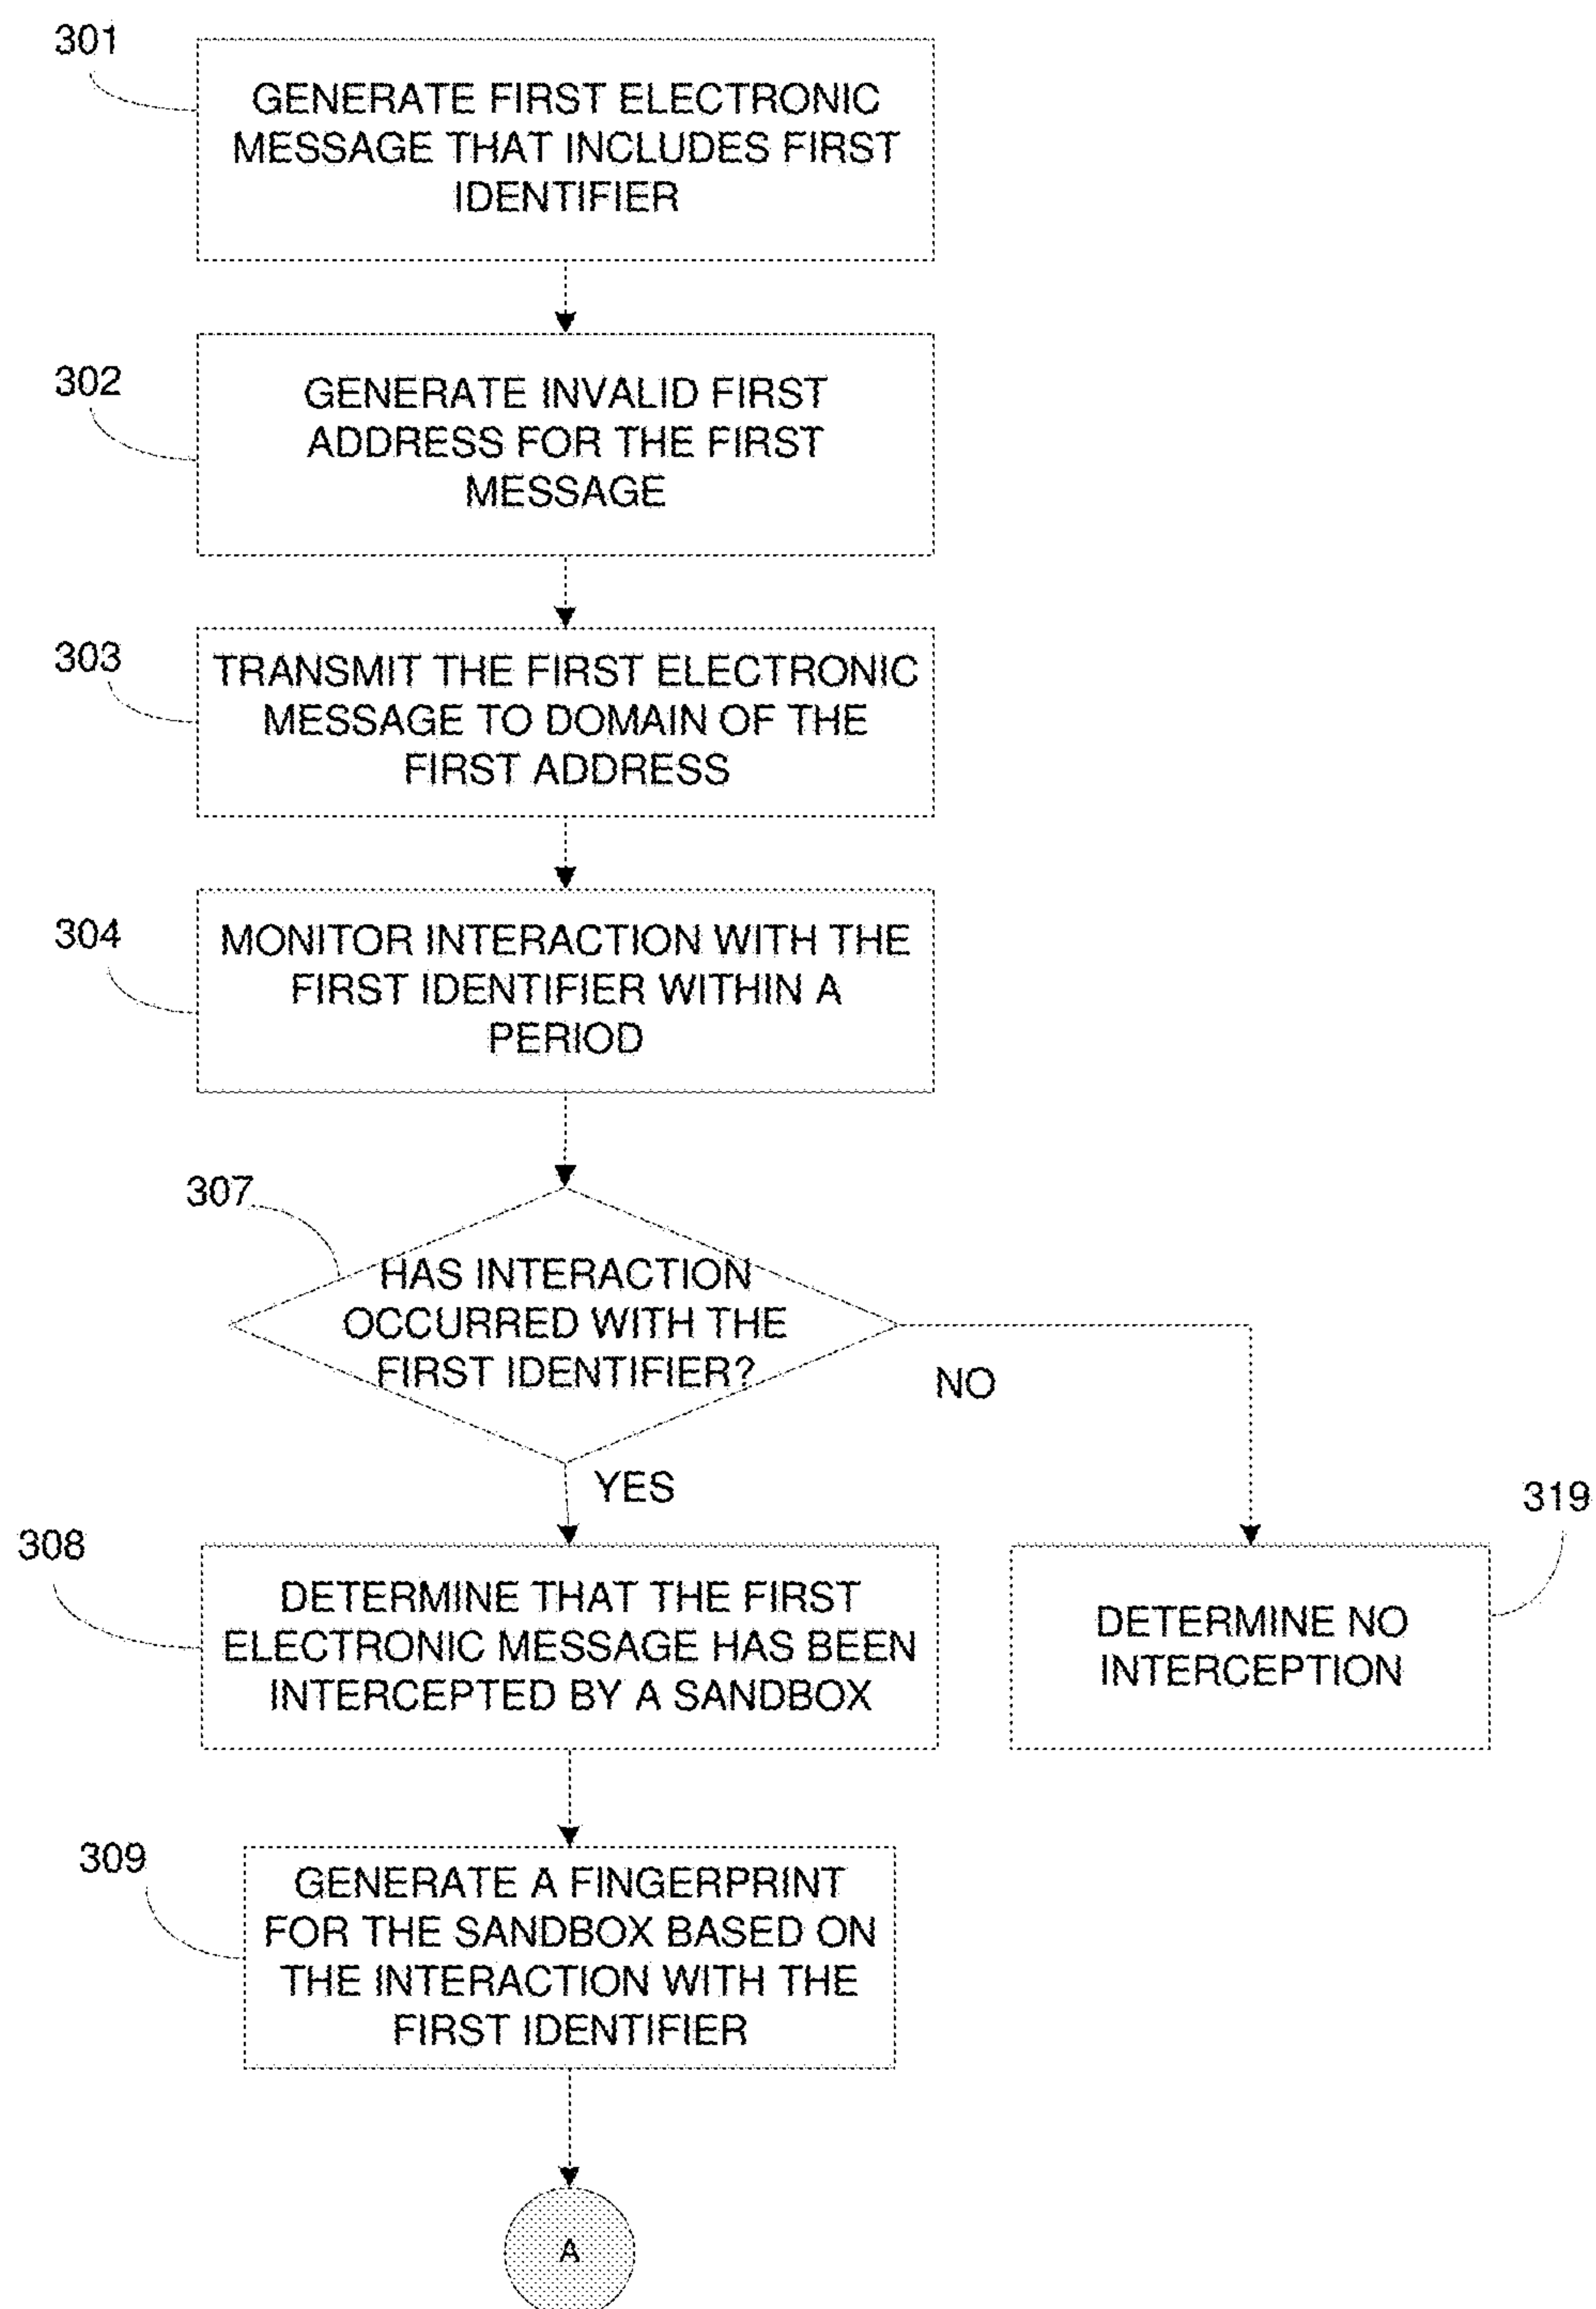 301
GENERATE FIRST ELECTRONIC
MESSAGE THAT INCLUDES FIRST
IDENTIFIER
302
GENERATE INVALID FIRST
ADDRESS FOR THE FIRST
MESSAGE
303
TRANSMIT THE FIRST ELECTRONIC
MESSAGE TO DOMAIN OF THE
FIRST ADDRESS
304
MONITOR INTERACTION WITH THE
FIRST IDENTIFIER WITHIN A
PERIOD
307
HAS INTERACTION
OCCURRED WITH THE
FIRST IDENTIFIER?
NO
YES
308
DETERMINE THAT THE FIRST
ELECTRONIC MESSAGE HAS BEEN
INTERCEPTED BY A SANDBOX
319
DETERMINE NO
INTERCEPTION
309
GENERATE A FINGERPRINT
FOR THE SANDBOX BASED ON
THE INTERACTION WITH THE
FIRST IDENTIFIER
A